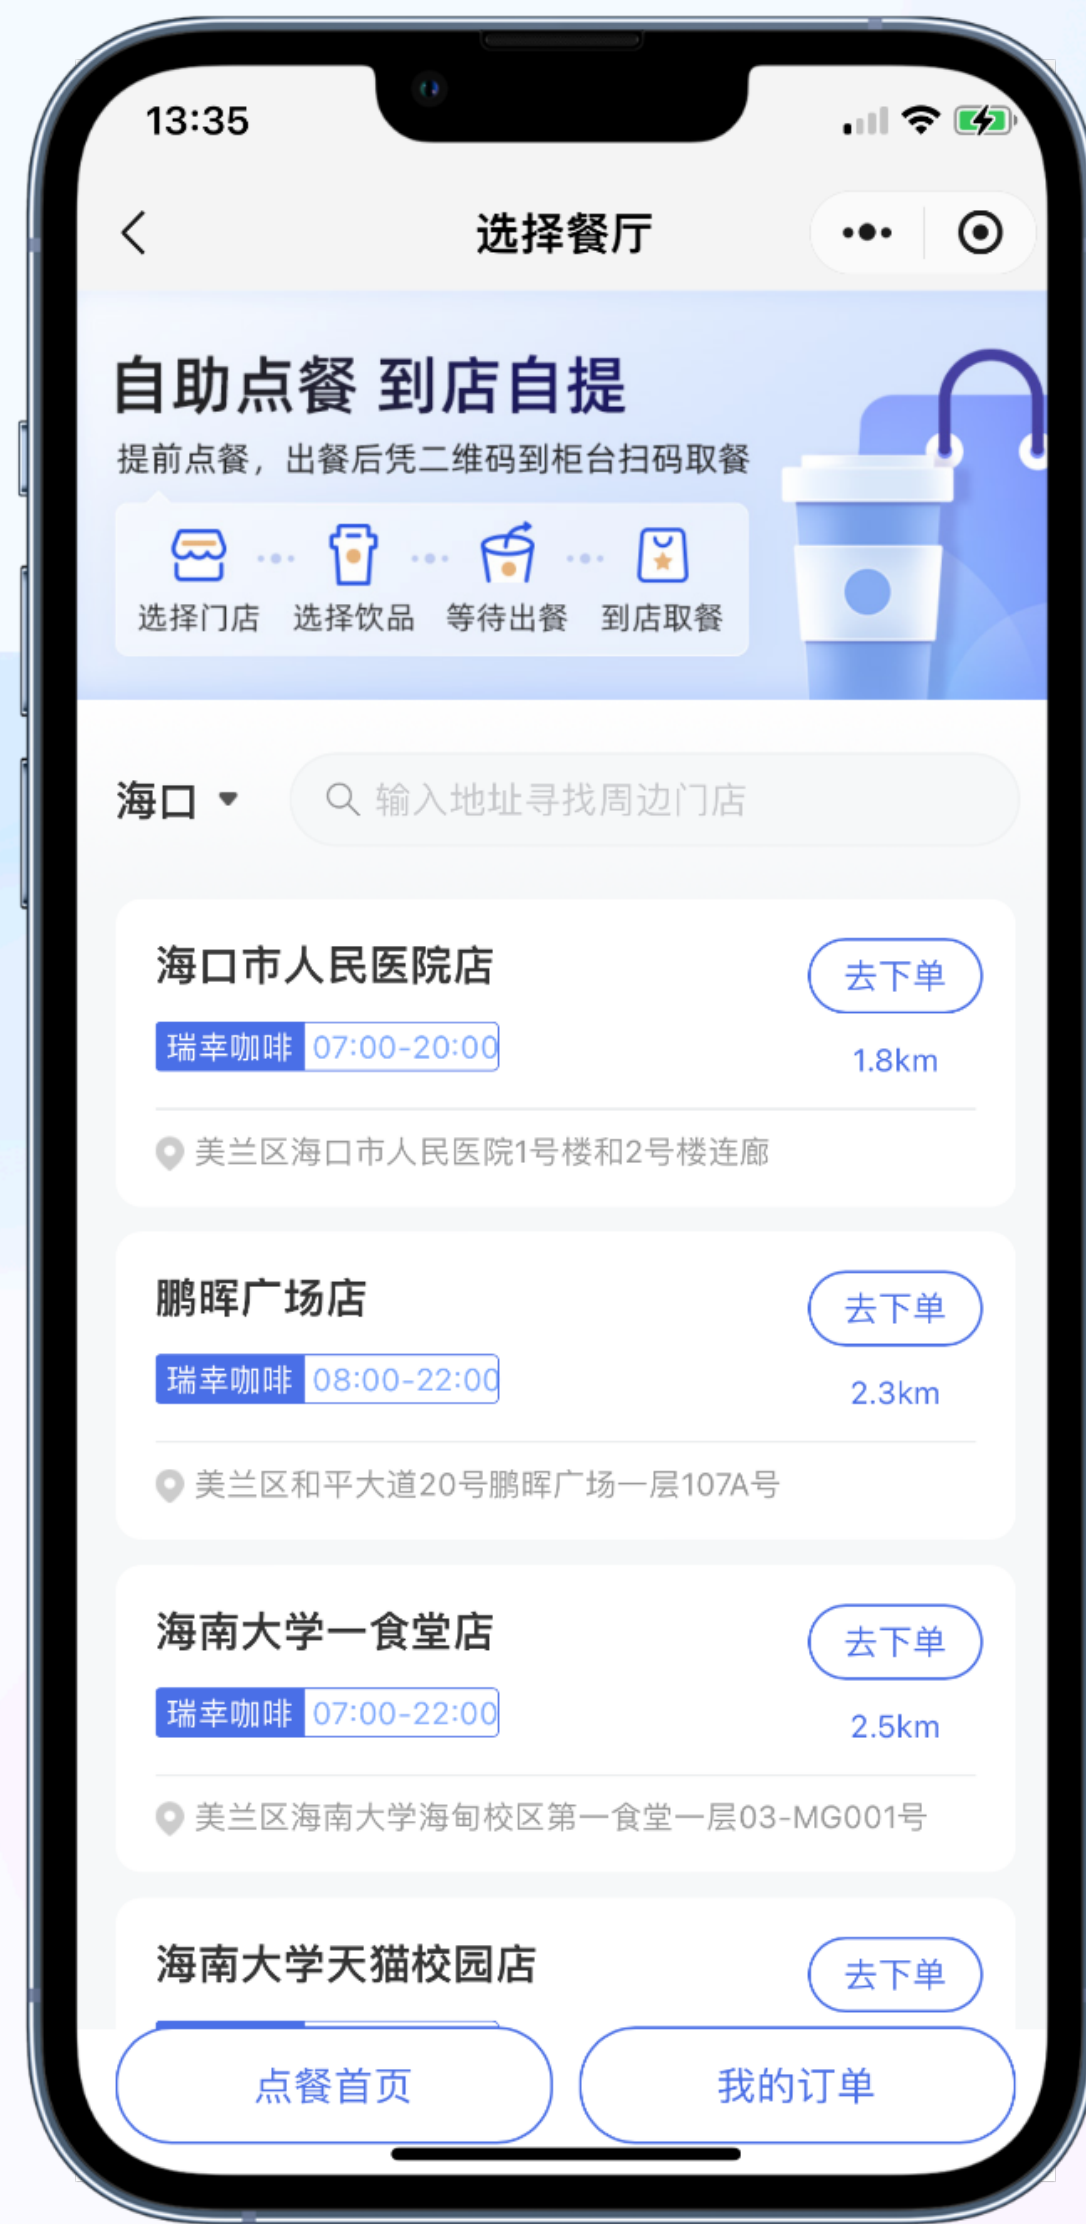 13:35
选择餐厅
自助点餐 到店自提
提前点餐，出餐后凭二维码到柜台扫码取餐
选择门店 选择饮品 等待出餐 到店取餐
海口 输入地址寻找周边门店
海口市人民医院店 去下单
瑞幸咖啡 07:00-20:00 1.8km
美兰区海口市人民医院1号楼和2号楼连廊
鹏晖广场店 去下单
瑞幸咖啡 08:00-22:00 2.3km
美兰区和平大道20号鹏晖广场一层107A号
海南大学一食堂店 去下单
瑞幸咖啡 07:00-22:00 2.5km
美兰区海南大学海甸校区第一食堂一层03-MG001号
海南大学天猫校园店 去下单
点餐首页 我的订单